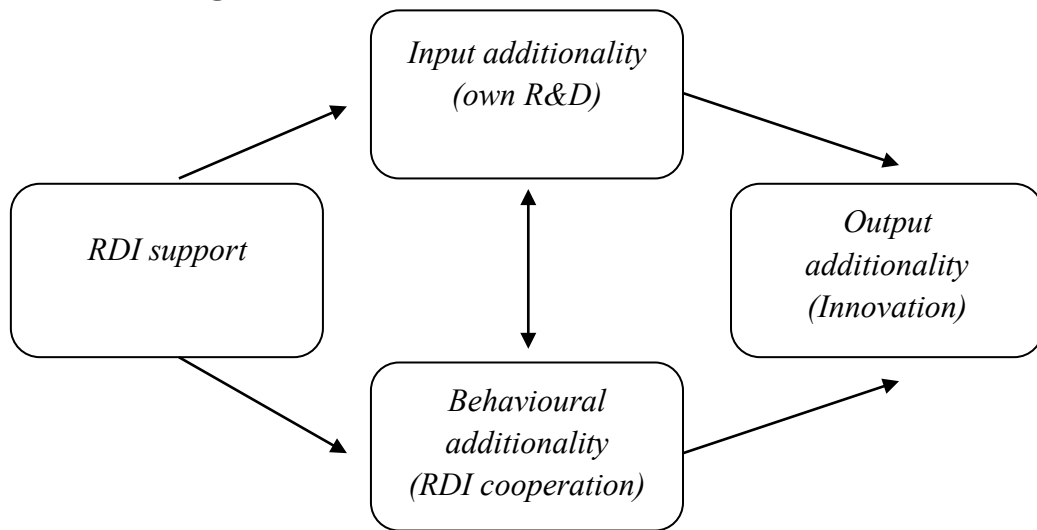 Input additionality
(own R&D)
RDI support
Output
additionality
(Innovation)
Behavioural
additionality
(RDI cooperation)